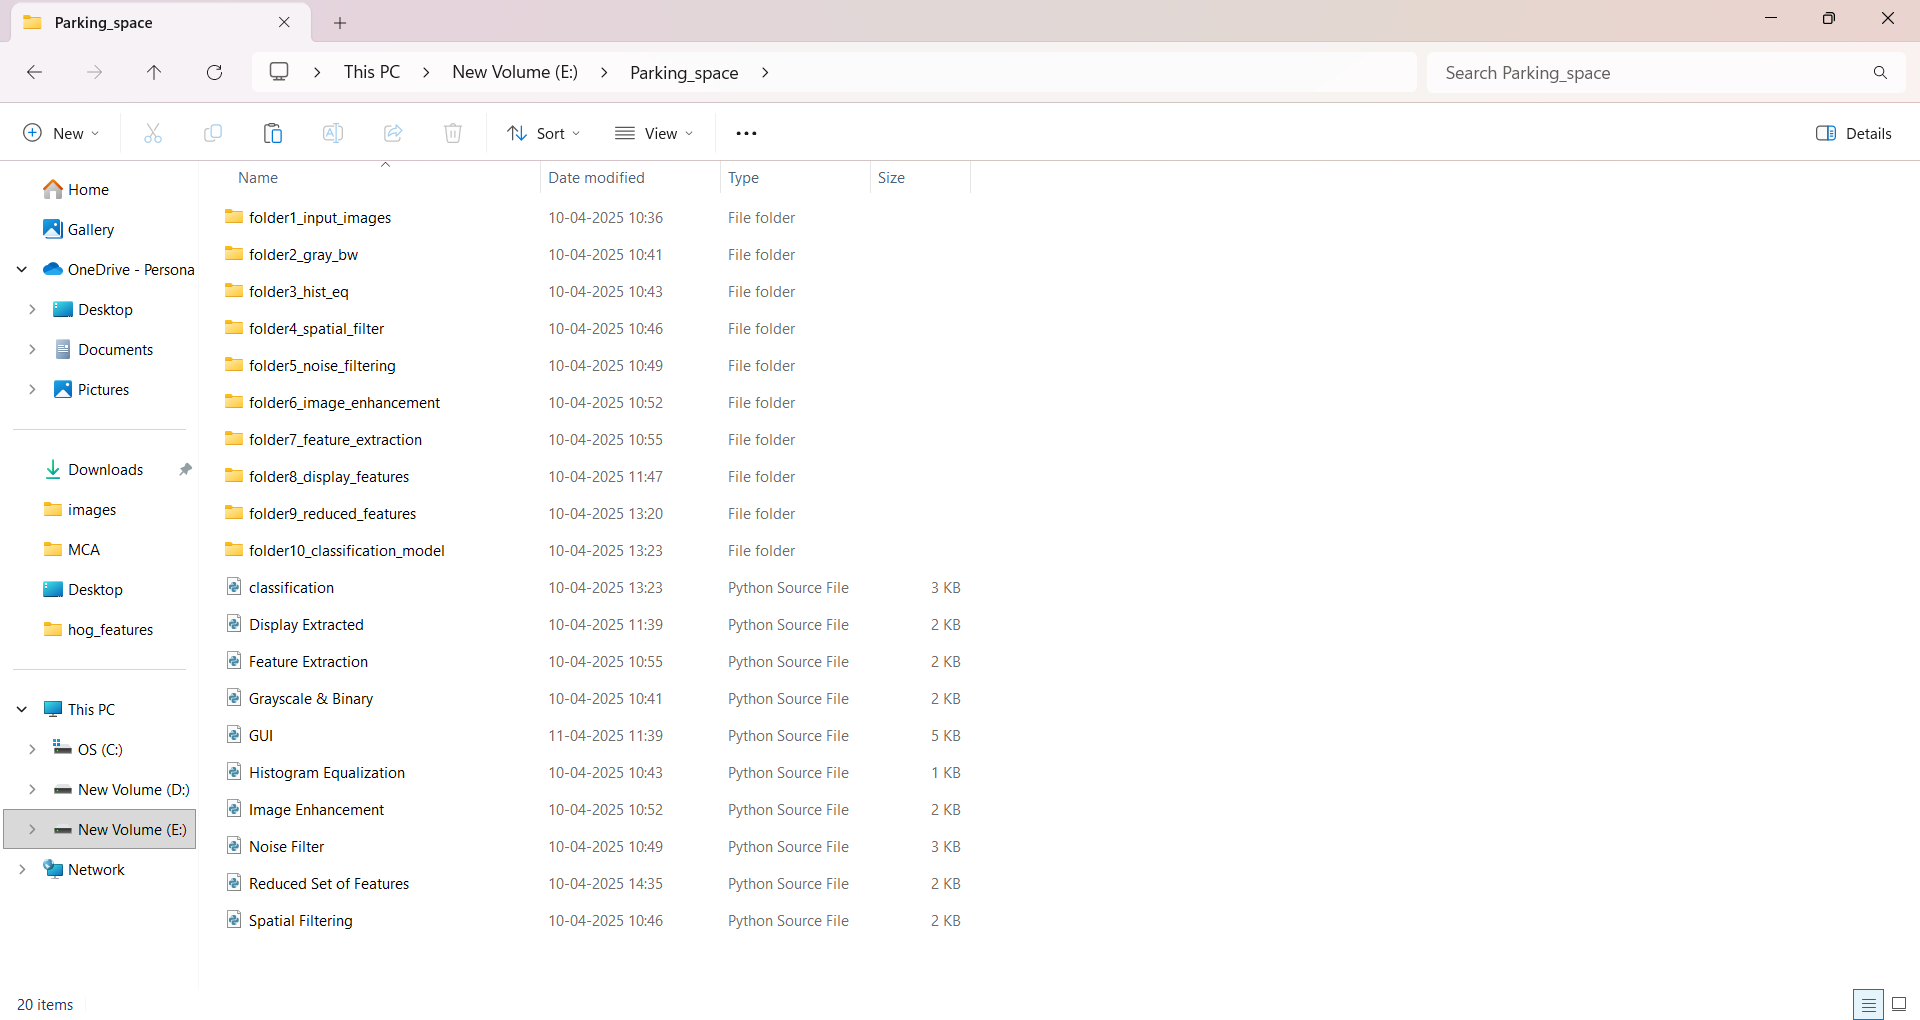 Parking_space
This PC New Volume (E:) Parking_space
Search Parking_space
New Sort View Details
Home
Gallery
OneDrive - Persona
Desktop
Documents
Pictures
Downloads
images
MCA
Desktop
hog_features
This PC
OS (C:)
New Volume (D:)
New Volume (E:)
Network
Name Date modified Type Size
folder1_input_images 10-04-2025 10:36 File folder
folder2_gray_bw 10-04-2025 10:41 File folder
folder3_hist_eq 10-04-2025 10:43 File folder
folder4_spatial_filter 10-04-2025 10:46 File folder
folder5_noise_filtering 10-04-2025 10:49 File folder
folder6_image_enhancement 10-04-2025 10:52 File folder
folder7_feature_extraction 10-04-2025 10:55 File folder
folder8_display_features 10-04-2025 11:47 File folder
folder9_reduced_features 10-04-2025 13:20 File folder
folder10_classification_model 10-04-2025 13:23 File folder
classification 10-04-2025 13:23 Python Source File 3 KB
Display Extracted 10-04-2025 11:39 Python Source File 2 KB
Feature Extraction 10-04-2025 10:55 Python Source File 2 KB
Grayscale & Binary 10-04-2025 10:41 Python Source File 2 KB
GUI 11-04-2025 11:39 Python Source File 5 KB
Histogram Equalization 10-04-2025 10:43 Python Source File 1 KB
Image Enhancement 10-04-2025 10:52 Python Source File 2 KB
Noise Filter 10-04-2025 10:49 Python Source File 3 KB
Reduced Set of Features 10-04-2025 14:35 Python Source File 2 KB
Spatial Filtering 10-04-2025 10:46 Python Source File 2 KB
20 items